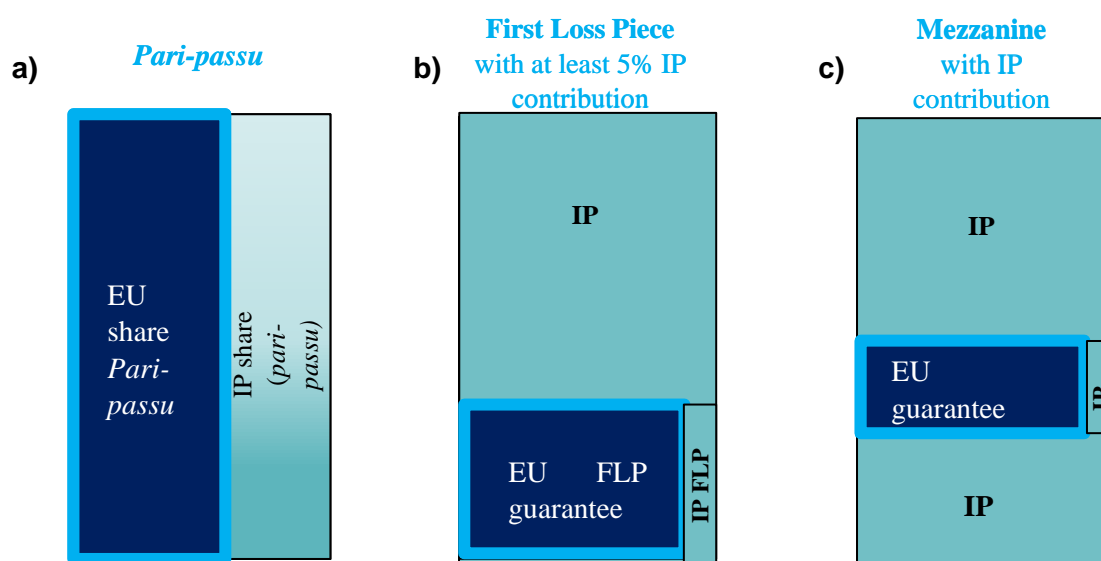 a)
Pari-passu
EU
share
Pari-
passu
IP share
(pari-
passu)
b)
First Loss Piece
with at least 5% IP
contribution
IP
EU FLP
guarantee
IP FLP
c)
Mezzanine
with IP
contribution
IP
EU
guarantee
IP
IP